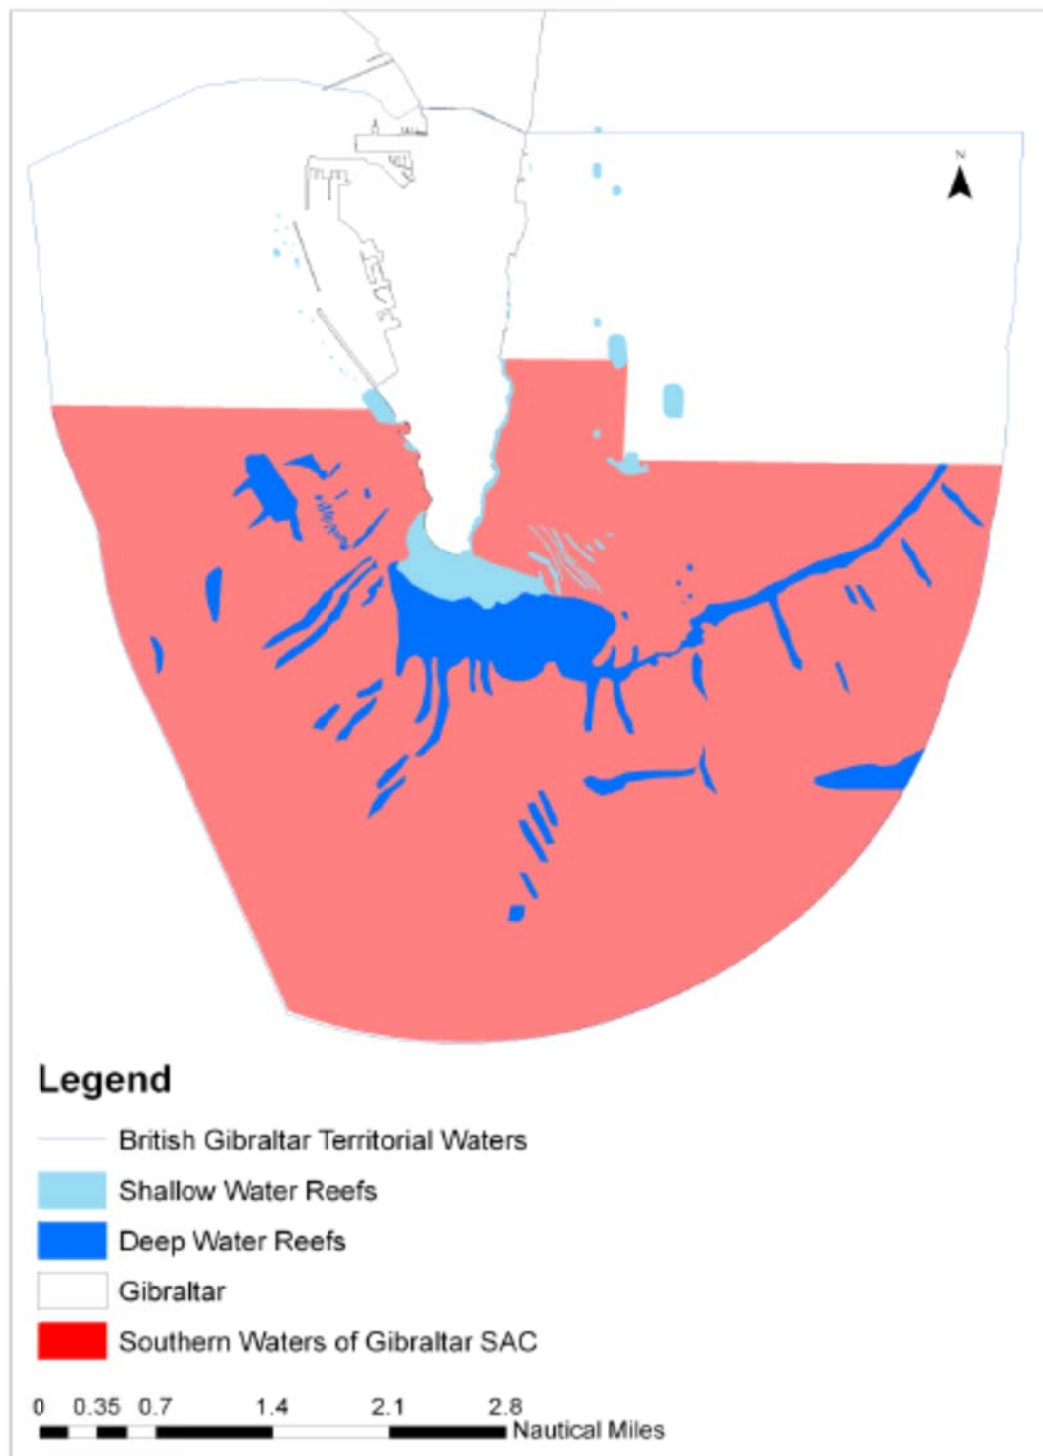 N
Legend
British Gibraltar Territorial Waters
Shallow Water Reefs
Deep Water Reefs
Gibraltar
Southern Waters of Gibraltar SAC
0 0.35 0.7 1.4 2.1 2.8
Nautical Miles